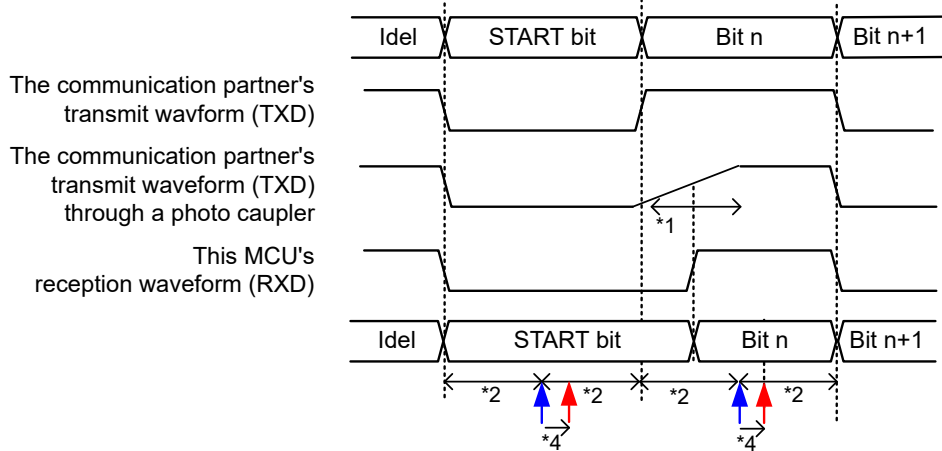 Idel START bit Bit n Bit n+1
The communication partner's
transmit wavform (TXD)
The communication partner's
transmit waveform (TXD)
through a photo caupler
*1
This MCU's
reception waveform (RXD)
Idel START bit Bit n Bit n+1
*2 *2 *2 *2
*4 *4